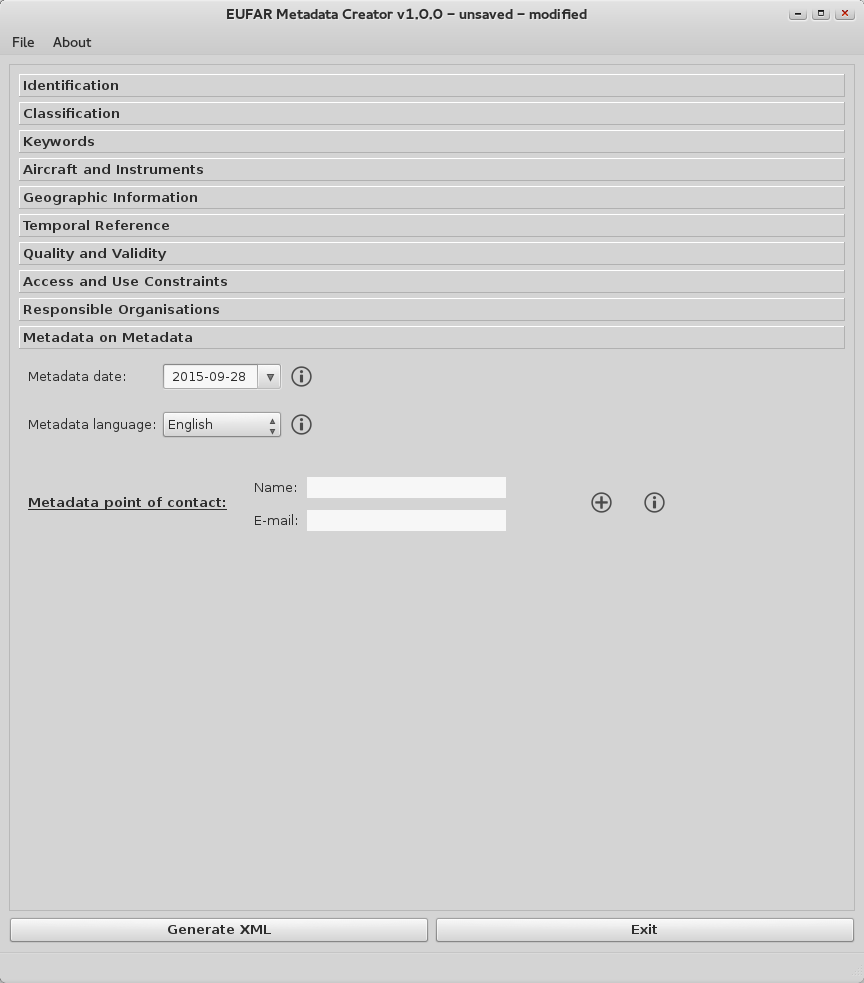 EUFAR Metadata Creator v1.0.0 – unsaved – modified
File About
Identification
Classification
Keywords
Aircraft and Instruments
Geographic Information
Temporal Reference
Quality and Validity
Access and Use Constraints
Responsible Organisations
Metadata on Metadata
Metadata date: 2015-09-28
Metadata language: English
Name:
Metadata point of contact:
E-mail:
Generate XML Exit